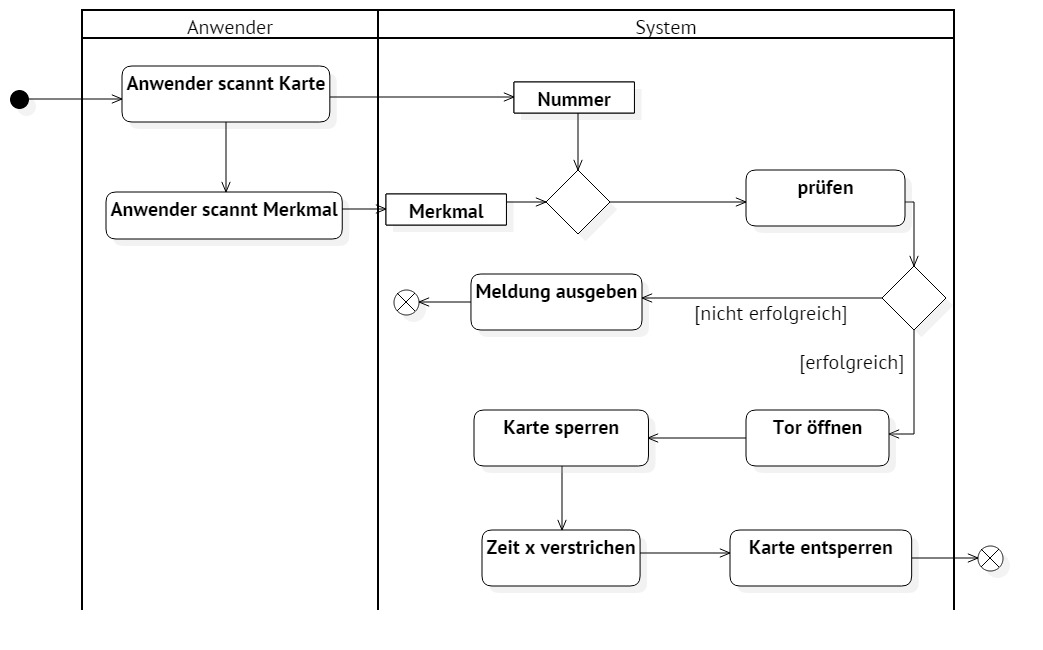 Anwender
System
Anwender scannt Karte
Nummer
Anwender scannt Merkmal
Merkmal
prüfen
Meldung ausgeben
[nicht erfolgreich]
[erfolgreich]
Karte sperren
Tor öffnen
Zeit x verstrichen
Karte entsperren